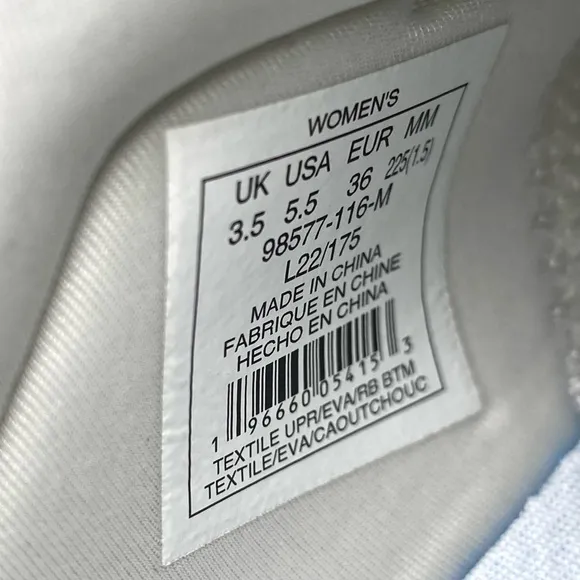 WOMEN'S
UK USA EUR MM
3.5 5.5 36 225(1.5)
98577-116-M
L22/175
MADE IN CHINA
FABRIQUE EN CHINE
HECHO EN CHINA
1 96660 05415 3
TEXTILE UPR/EVA/RB BTM
TEXTILE/EVA/CAOUTCHOUC